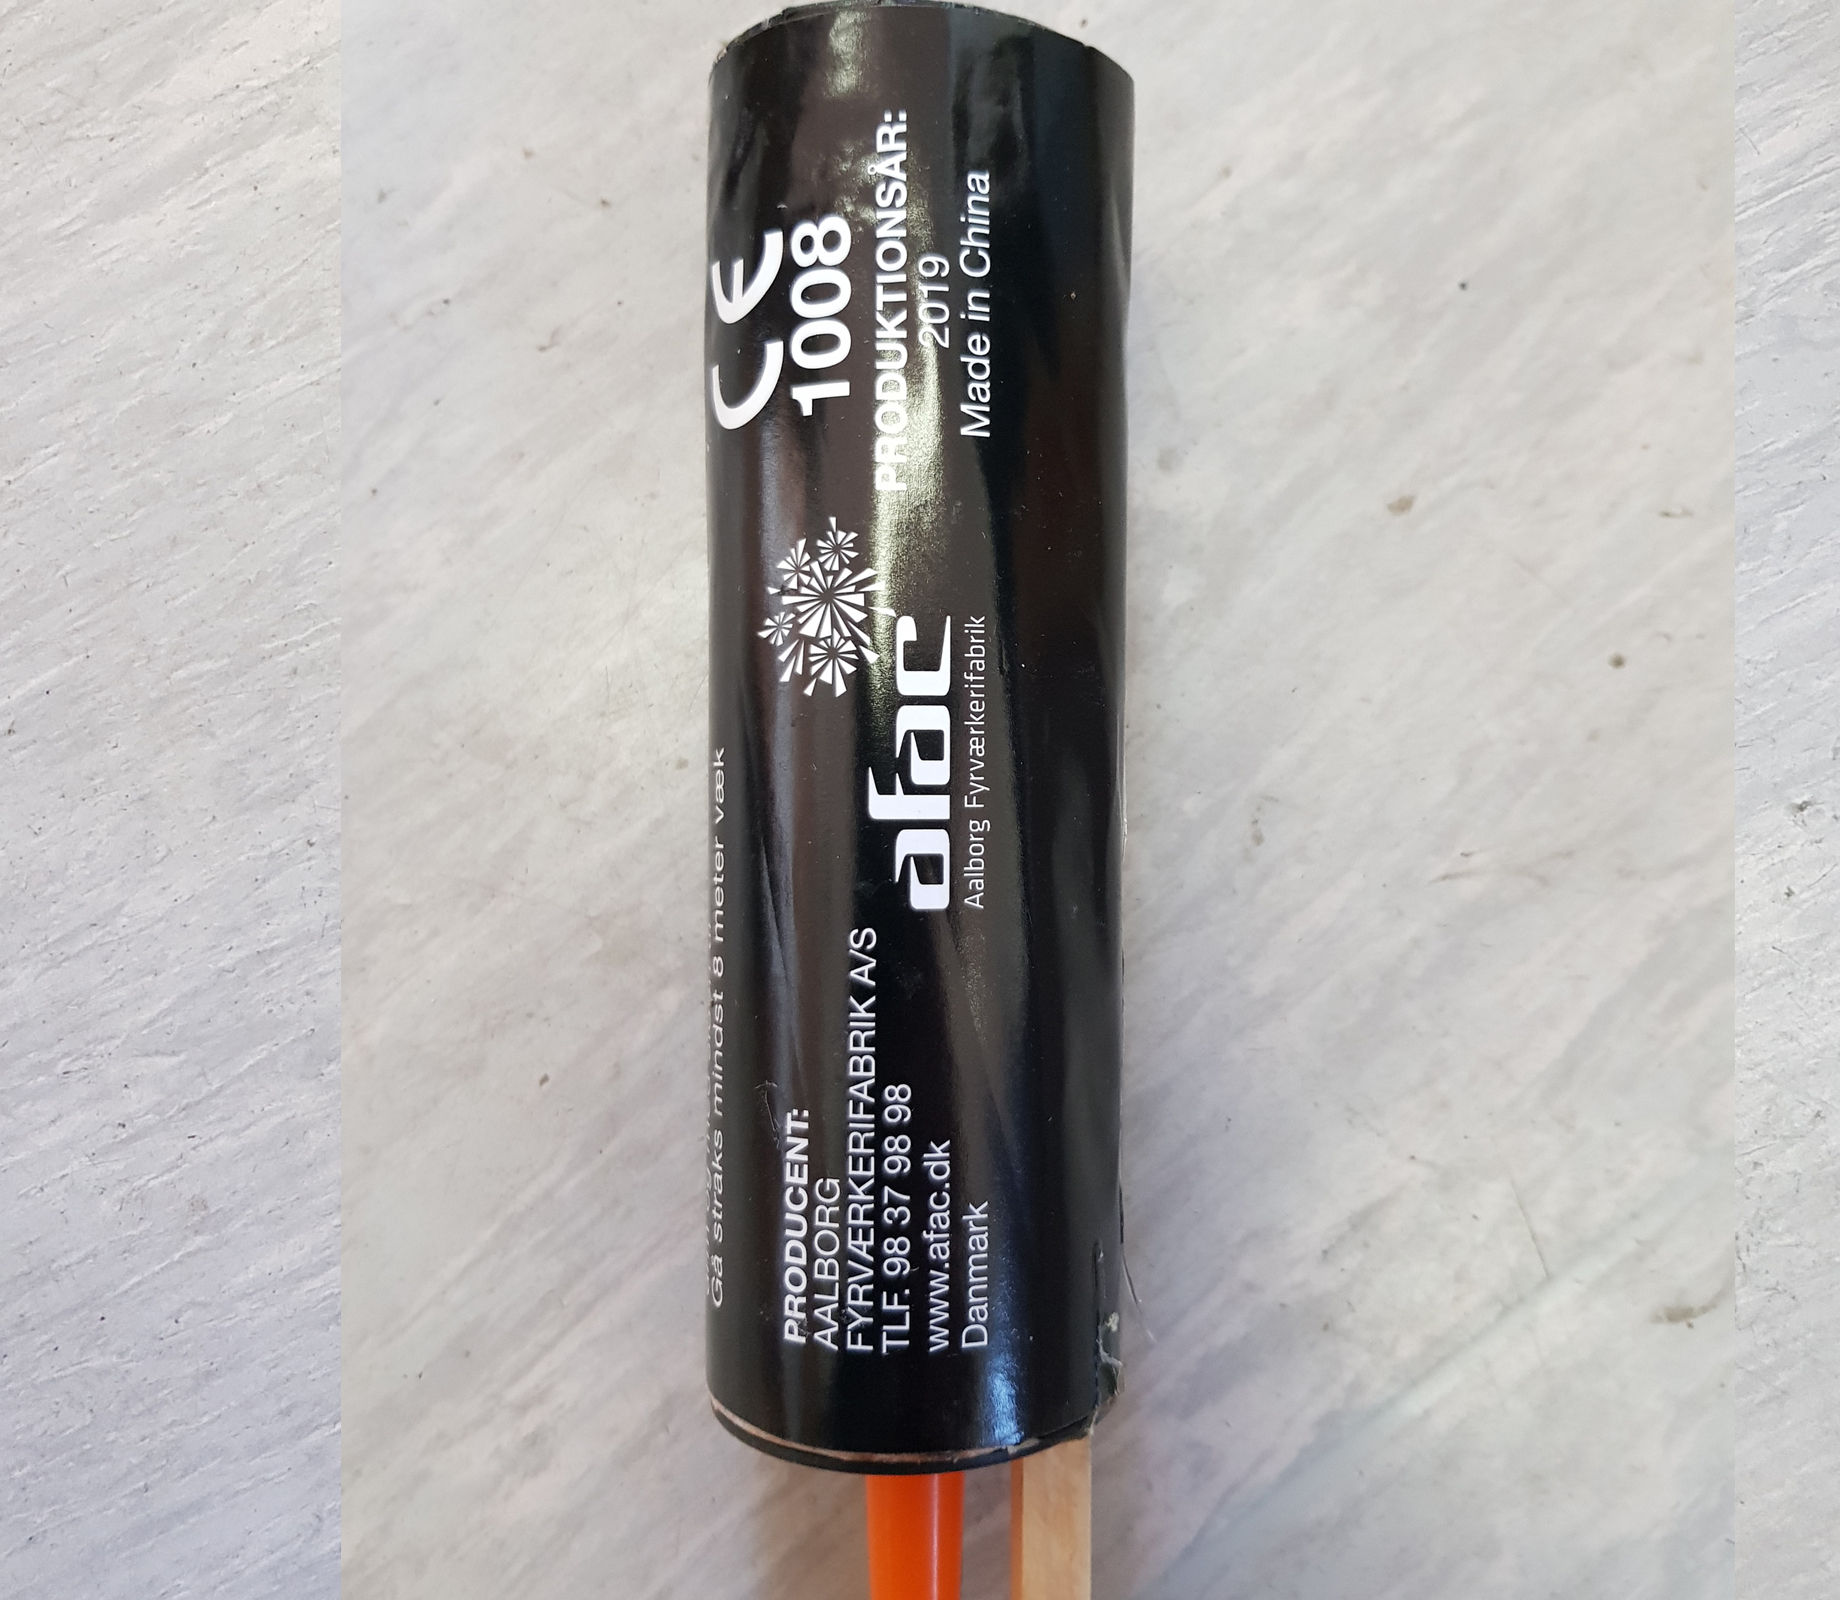 Gå straks mindst 8 meter væk
PRODUCENT:
AALBORG
FYRVÆRKERIFABRIK A/S
TLF. 98 37 98 98
www.afac.dk
Danmark
afac
Aalborg Fyrværkerifabrik
CE
1008
PRODUKTIONSÅR:
2019
Made in China